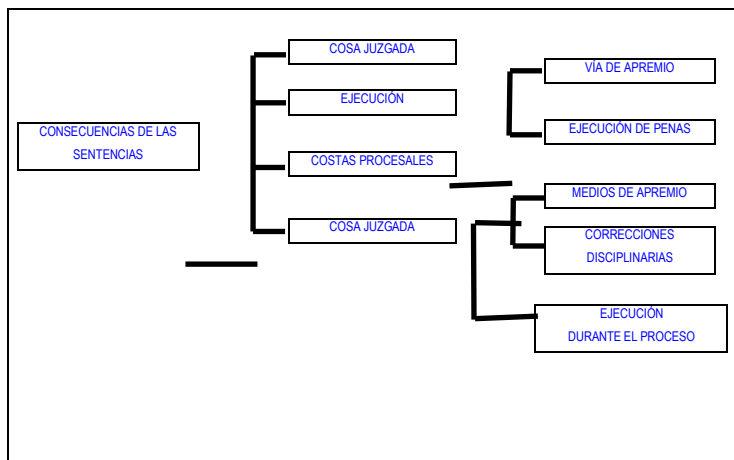 CONSECUENCIAS DE LAS
SENTENCIAS
COSA JUZGADA
EJECUCIÓN
COSTAS PROCESALES
COSA JUZGADA
VÍA DE APREMIO
EJECUCIÓN DE PENAS
MEDIOS DE APREMIO
CORRECCIONES
DISCIPLINARIAS
EJECUCIÓN
DURANTE EL PROCESO